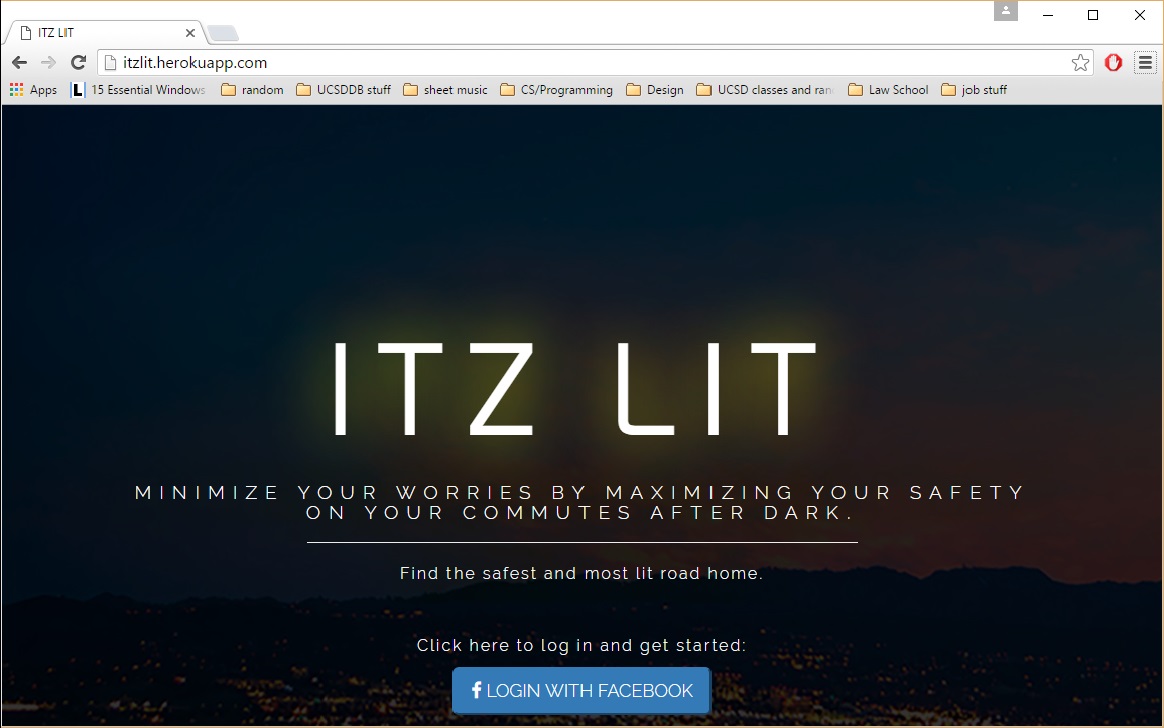 ITZ LIT
itzlit.herokuapp.com
Apps L 15 Essential Windows random UCSDDB stuff sheet music CS/Programming Design UCSD classes and ran Law School job stuff
ITZ LIT
MINIMIZE YOUR WORRIES BY MAXIMIZING YOUR SAFETY
ON YOUR COMMUTES AFTER DARK.
Find the safest and most lit road home.
Click here to log in and get started:
f LOGIN WITH FACEBOOK